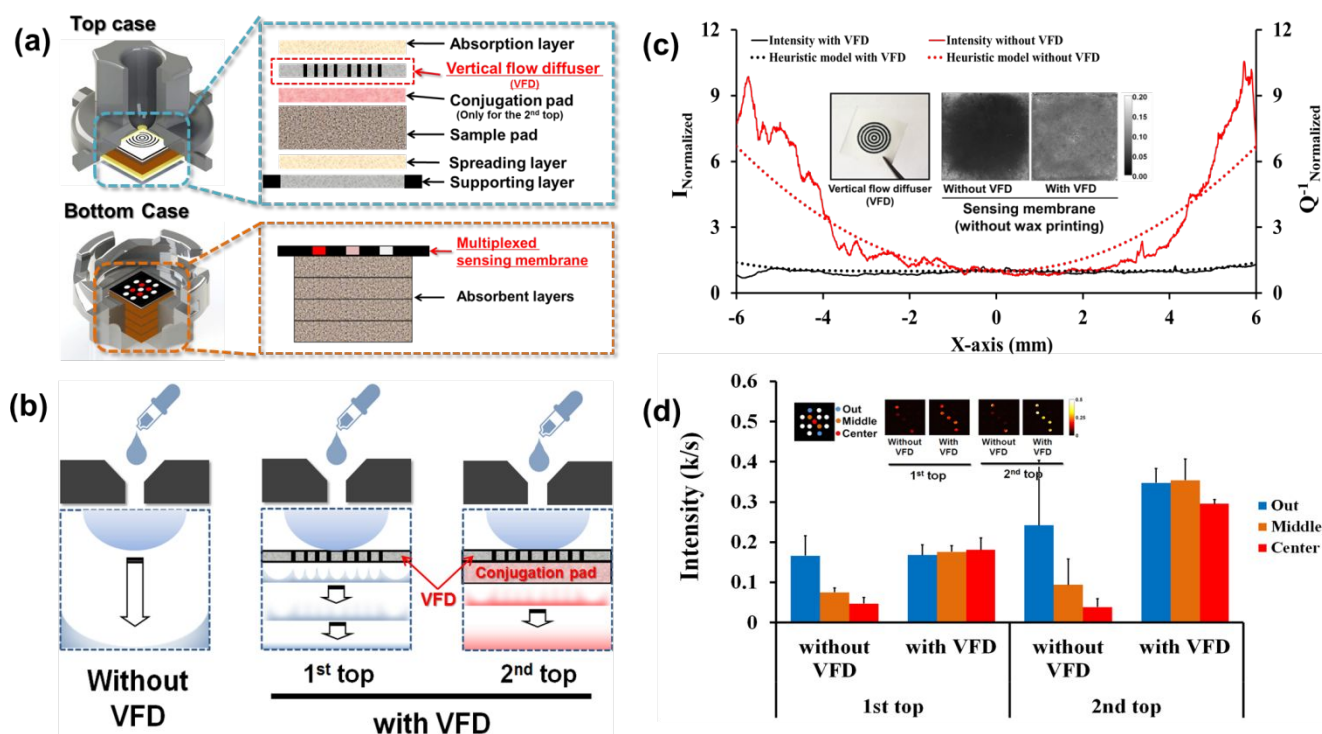 (a)
Top case
Absorption layer
Vertical flow diffuser
(VFD)
Conjugation pad
(Only for the 2nd top)
Sample pad
Spreading layer
Supporting layer
Bottom Case
Multiplexed
sensing membrane
Absorbent layers
(b)
Conjugation pad
VFD
Without
VFD
1st top
2nd top
with VFD
(c)
Intensity with VFD
Intensity without VFD
Heuristic model with VFD
Heuristic model without VFD
12
9
6
3
0
INormalized
12
9
6
3
0
Q-1Normalized
0.20
0.15
0.10
0.05
0.00
Vertical flow diffuser
(VFD)
Without VFD
With VFD
Sensing membrane
(without wax printing)
-6
-4
-2
0
2
4
6
X-axis (mm)
(d)
0.6
0.5
0.4
0.3
0.2
0.1
0
Intensity (k/s)
Out
Middle
Center
Without
VFD
With
VFD
Without
VFD
With
VFD
1st top
2nd top
0.25
0
Out
Middle
Center
without
VFD
with VFD
without
VFD
with VFD
1st top
2nd top